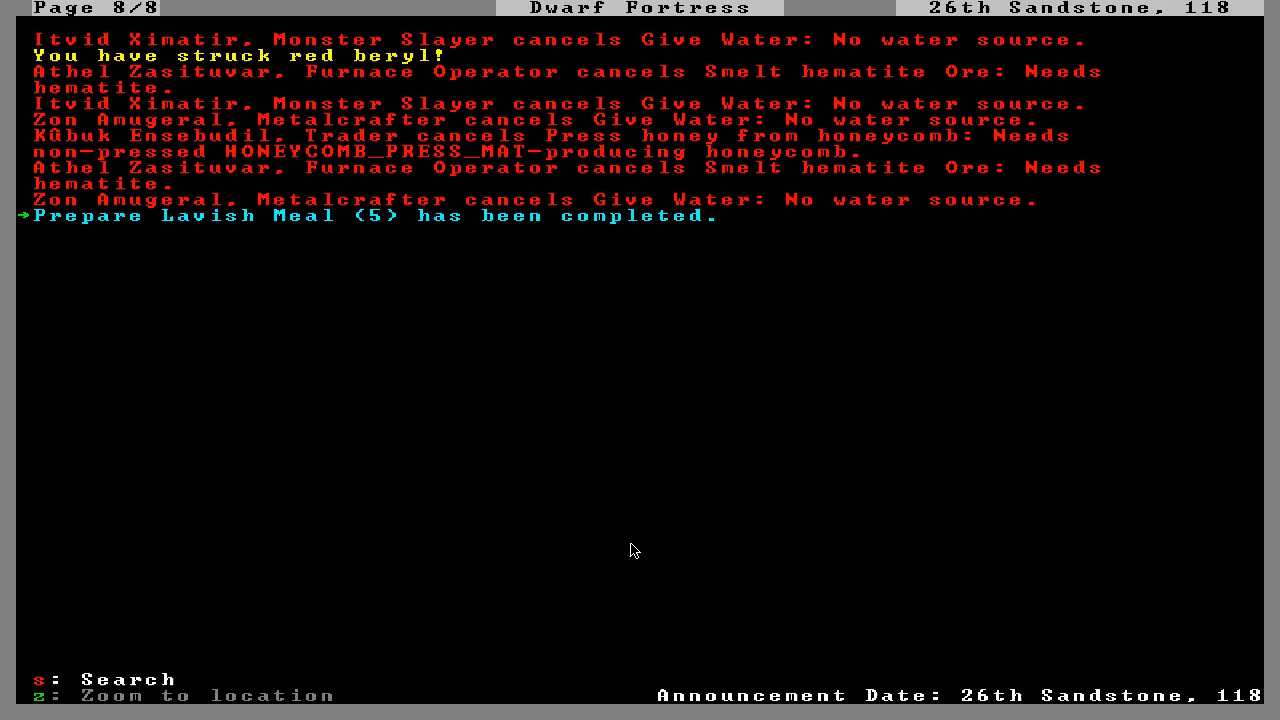 Page 8/8
Dwarf Fortress
26th Sandstone, 118
Itvid Ximatir, Monster Slayer cancels Give Water: No water source.
You have struck red beryl!
Athel Zasituvar, Furnace Operator cancels Smelt hematite Ore: Needs
hematite.
Itvid Ximatir, Monster Slayer cancels Give Water: No water source.
Zon Amugeral, Metalcrafter cancels Give Water: No water source.
Kûbuk Ensebudil, Trader cancels Press honey from honeycomb: Needs
non-pressed HONEYCOMB_PRESS_MAT-producing honeycomb.
Athel Zasituvar, Furnace Operator cancels Smelt hematite Ore: Needs
hematite.
Zon Amugeral, Metalcrafter cancels Give Water: No water source.
→Prepare Lavish Meal (5) has been completed.
s: Search
z: Zoom to location
Announcement Date: 26th Sandstone, 118